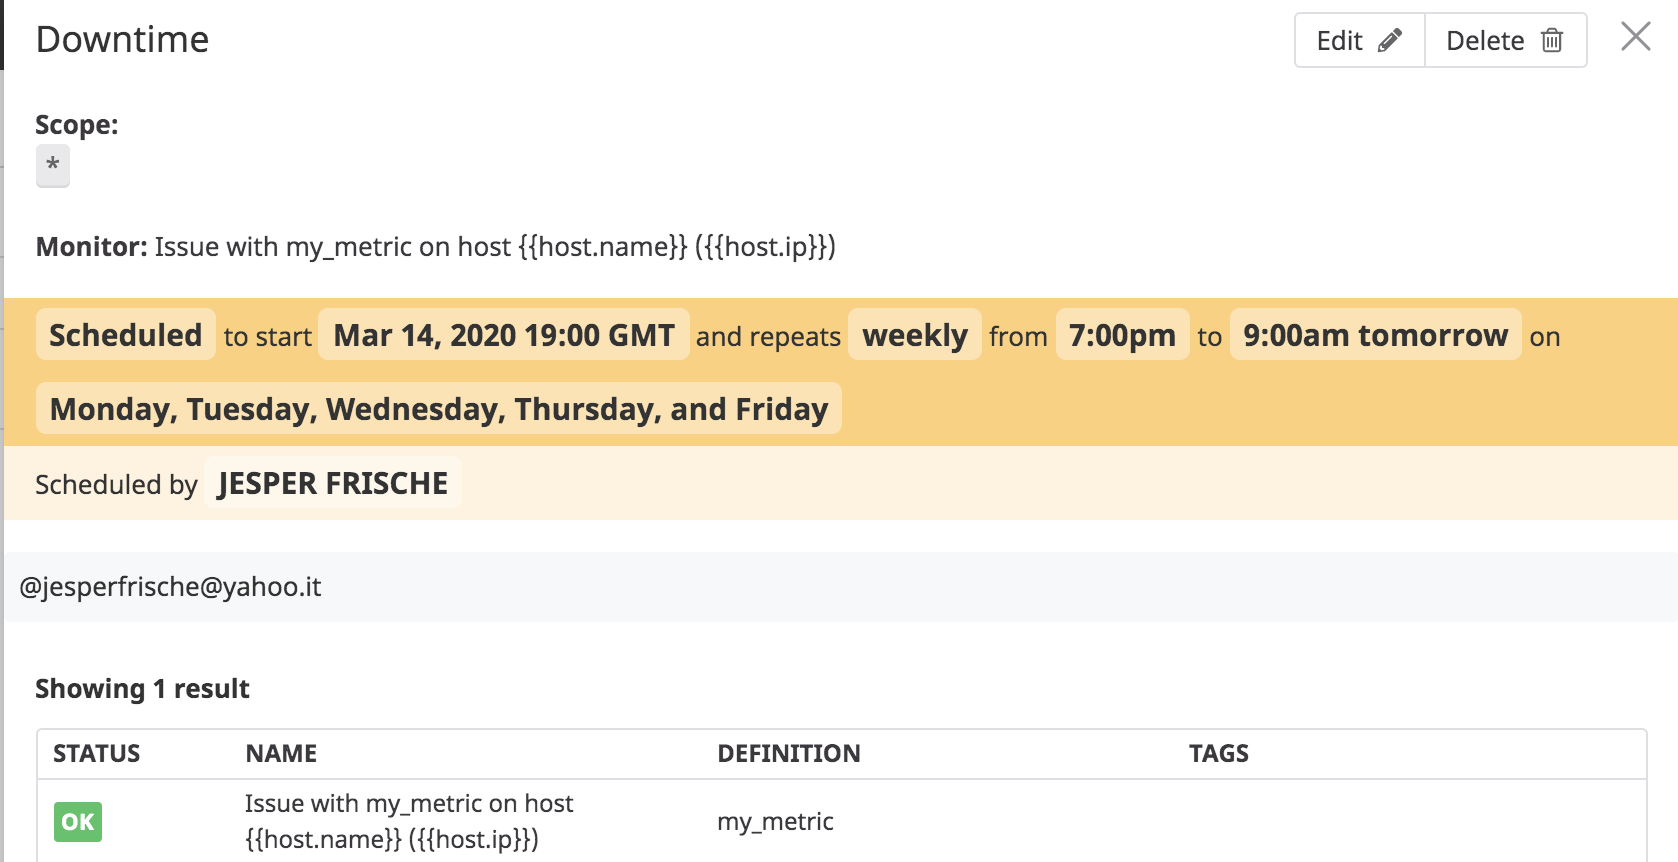 Downtime
Edit
Delete
Scope:
*
Monitor: Issue with my_metric on host {{host.name}} ({{host.ip}})
Scheduled to start Mar 14, 2020 19:00 GMT and repeats weekly from 7:00pm to 9:00am tomorrow on
Monday, Tuesday, Wednesday, Thursday, and Friday
Scheduled by JESPER FRISCHE
@jesperfrische@yahoo.it
Showing 1 result
STATUS NAME DEFINITION TAGS
OK Issue with my_metric on host my_metric
{{host.name}} ({{host.ip}})